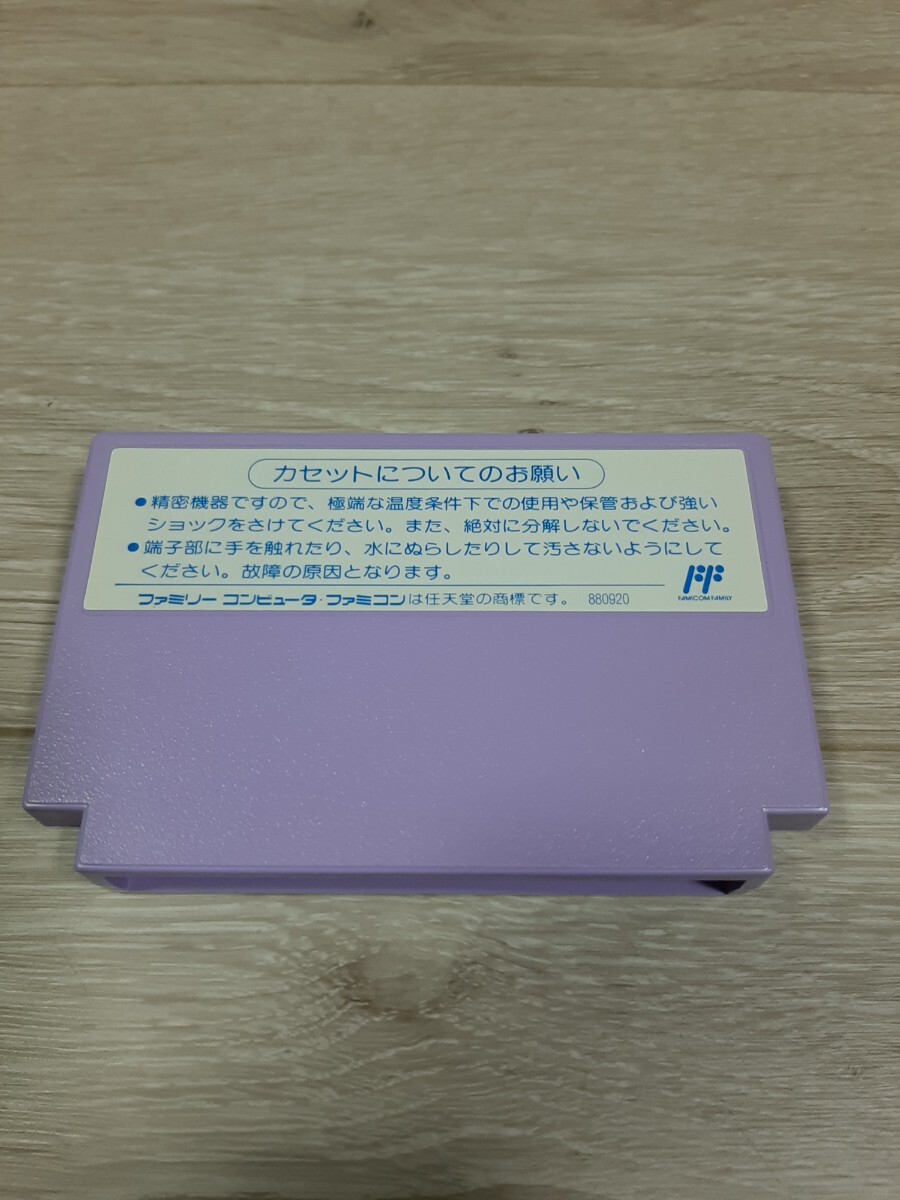 カセットについてのお願い
●精密機器ですので、極端な温度条件下での使用や保管および強い
ショックをさけてください。また、絶対に分解しないでください。
●端子部に手を触れたり、水にぬらしたりして汚さないようにして
ください。故障の原因となります。
ファミリー コンピュータ・ファミコンは任天堂の商標です。 880920
FAMICOM FAMILY